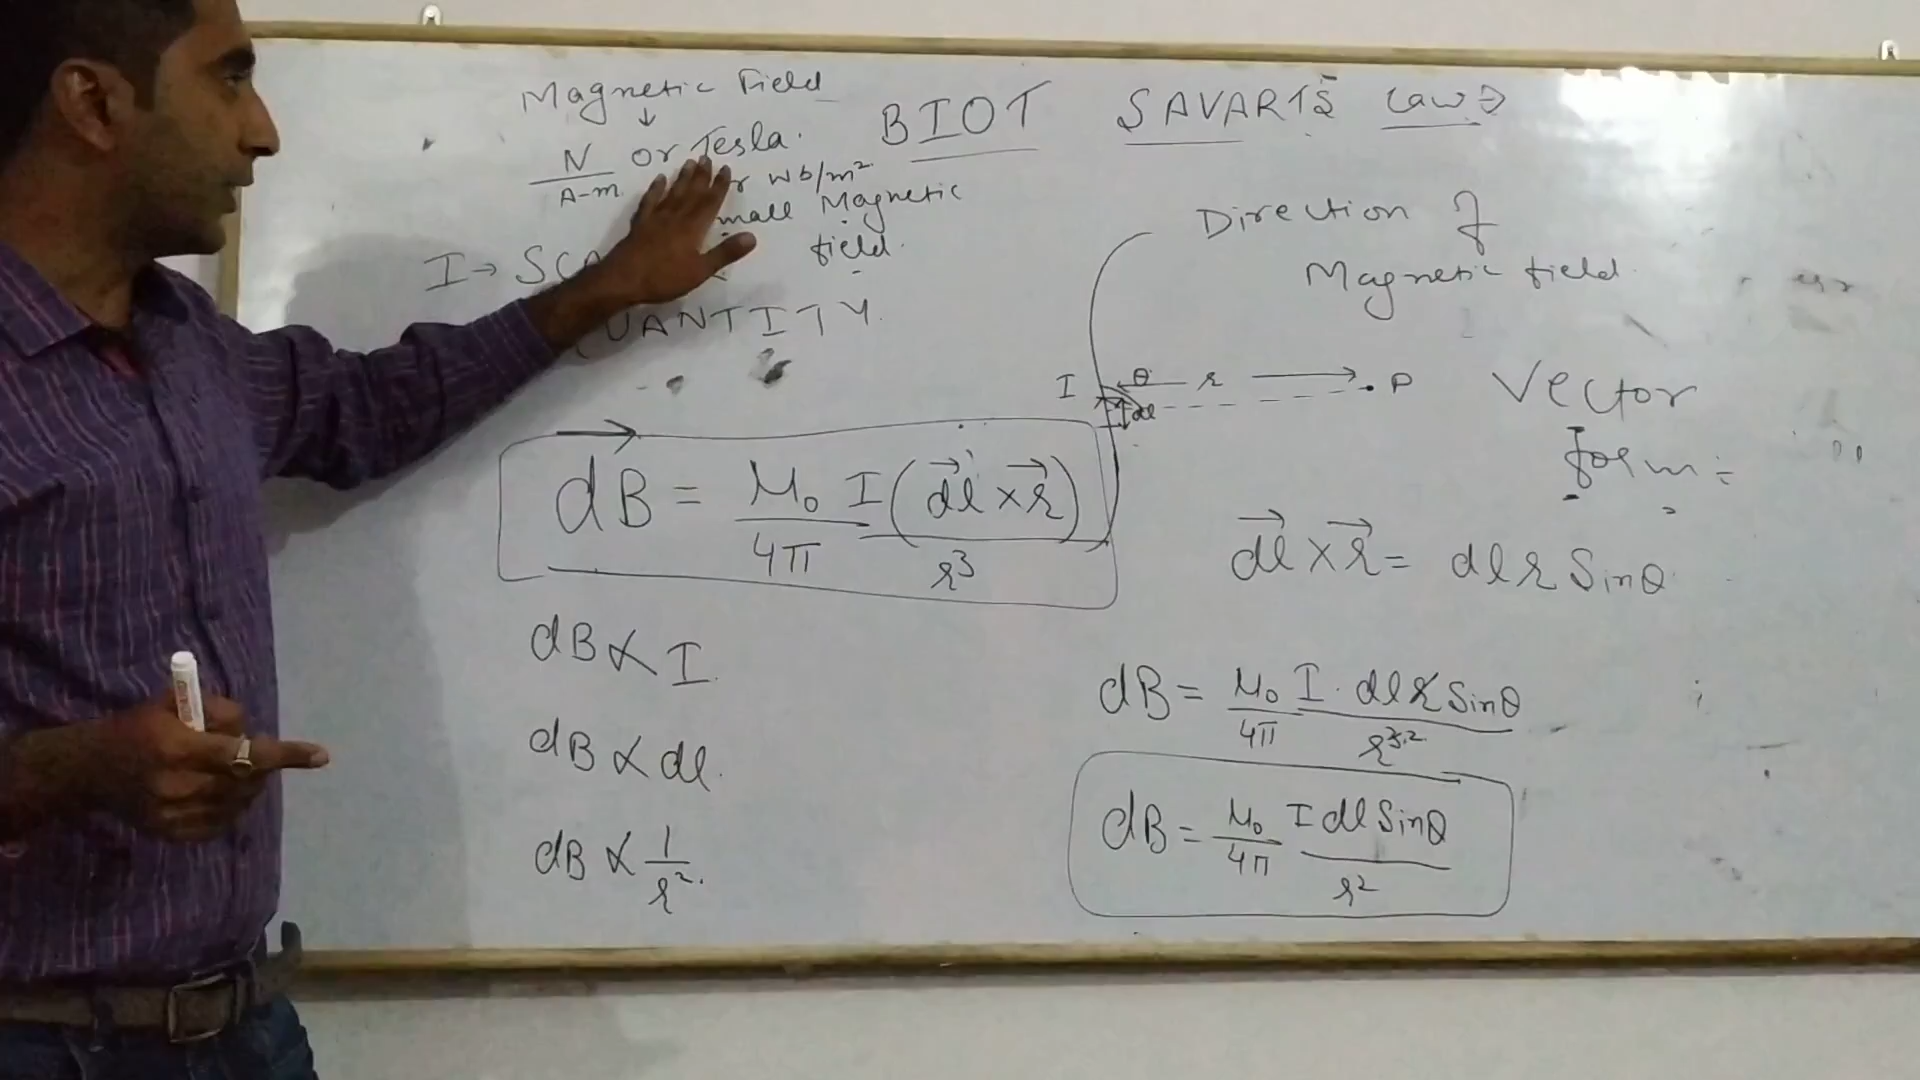 Magnetic Field
↓
N/A-m or Tesla.
Wb/m²
Magnetic
field.
I →
QUANTITY.
BIOT SAVART'S Law ⇒
Direction of
Magnetic field.
I θ r P
dl
Vector
form:
dB⃗ = μ₀/4π I(dl⃗ × r⃗)/r³
dl⃗ × r⃗ = dl r Sinθ
dB ∝ I.
dB ∝ dl.
dB ∝ 1/r².
dB = μ₀/4π I. dl r Sinθ/r³·²
dB = μ₀/4π I dl Sinθ/r²